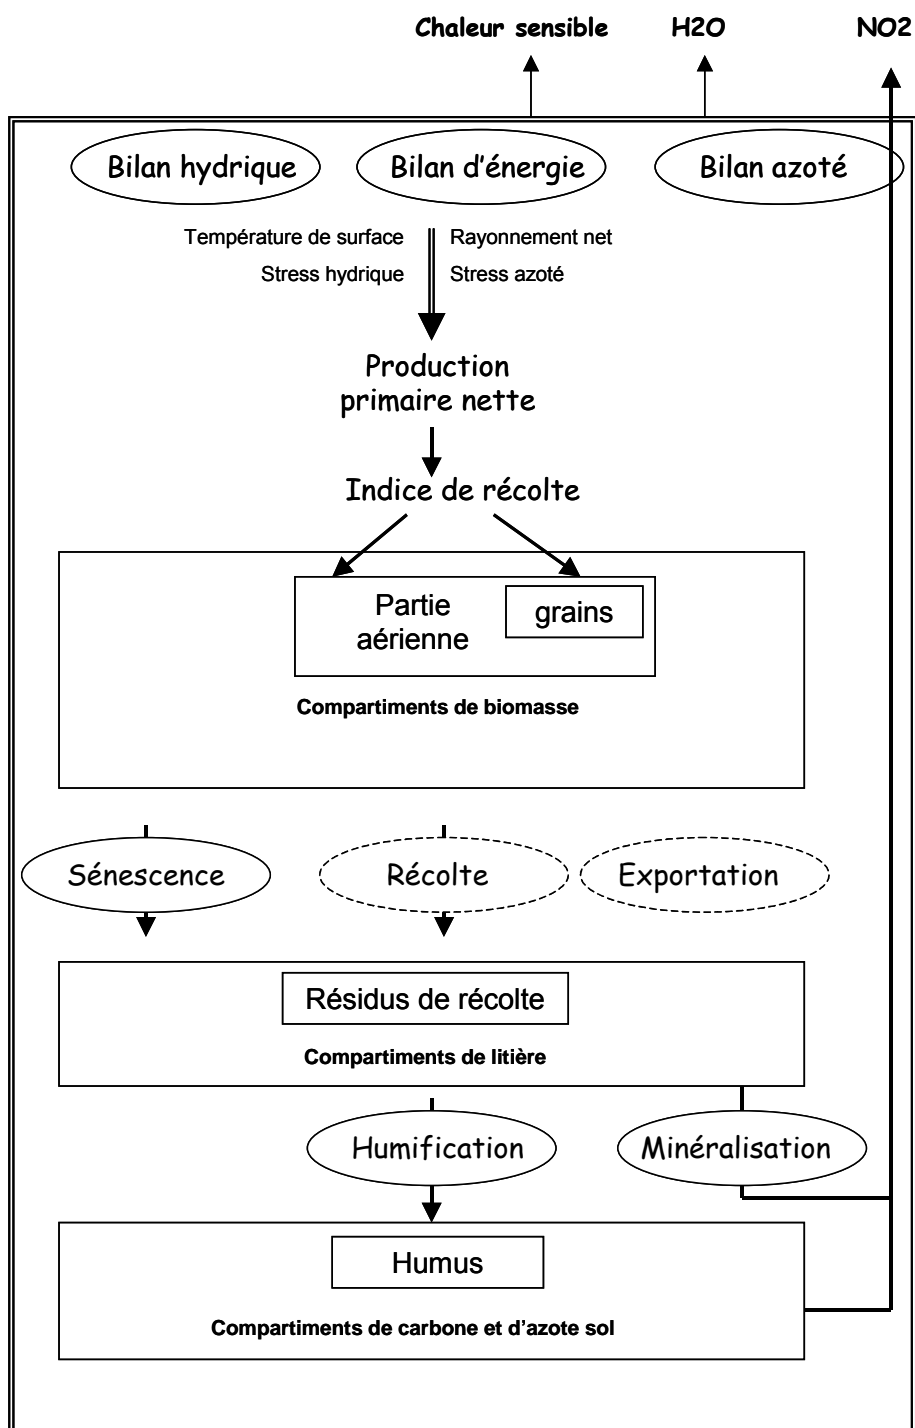 Chaleur sensible H2O NO2
Bilan hydrique Bilan d'énergie Bilan azoté
Température de surface Rayonnement net
Stress hydrique Stress azoté
Production
primaire nette
Indice de récolte
Partie
aérienne
grains
Compartiments de biomasse
Sénescence Récolte Exportation
Résidus de récolte
Compartiments de litière
Humification Minéralisation
Humus
Compartiments de carbone et d'azote sol